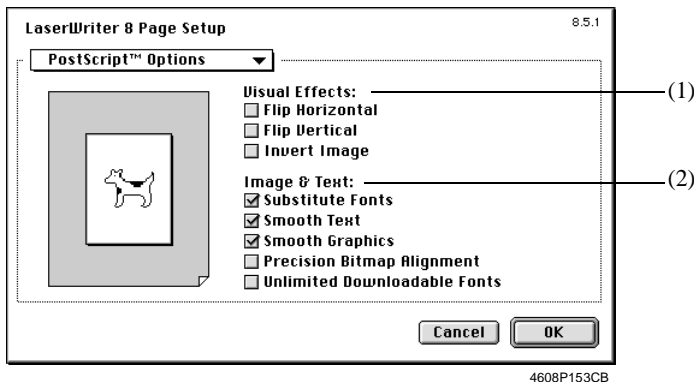 LaserWriter 8 Page Setup
8.5.1
PostScript™ Options
Visual Effects:
(1)
Flip Horizontal
Flip Vertical
Invert Image
Image & Text:
(2)
Substitute Fonts
Smooth Text
Smooth Graphics
Precision Bitmap Alignment
Unlimited Downloadable Fonts
Cancel
OK
4608P153CB